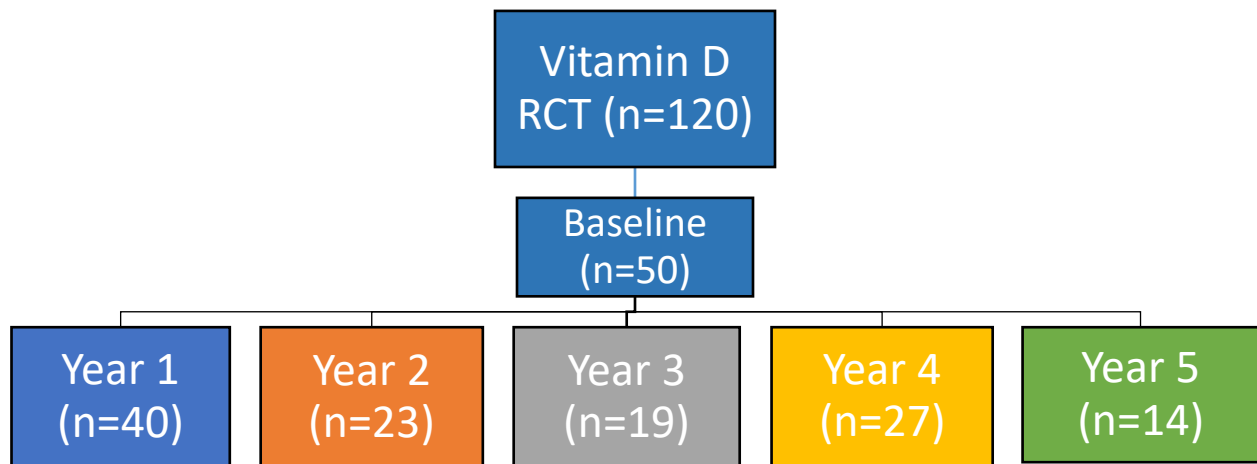 Vitamin D
RCT (n=120)
Baseline
(n=50)
Year 1
(n=40)
Year 2
(n=23)
Year 3
(n=19)
Year 4
(n=27)
Year 5
(n=14)